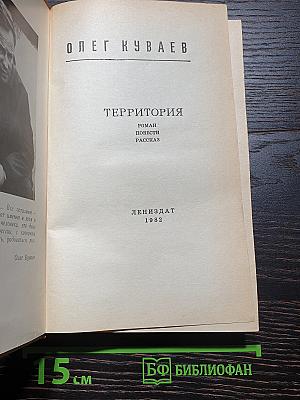 ОЛЕГ КУВАЕВ
ТЕРРИТОРИЯ
РОМАН
ПОВЕСТИ
РАССКАЗ
ЛЕНИЗДАТ
1982
15 см
БФ БИБЛИОФАН